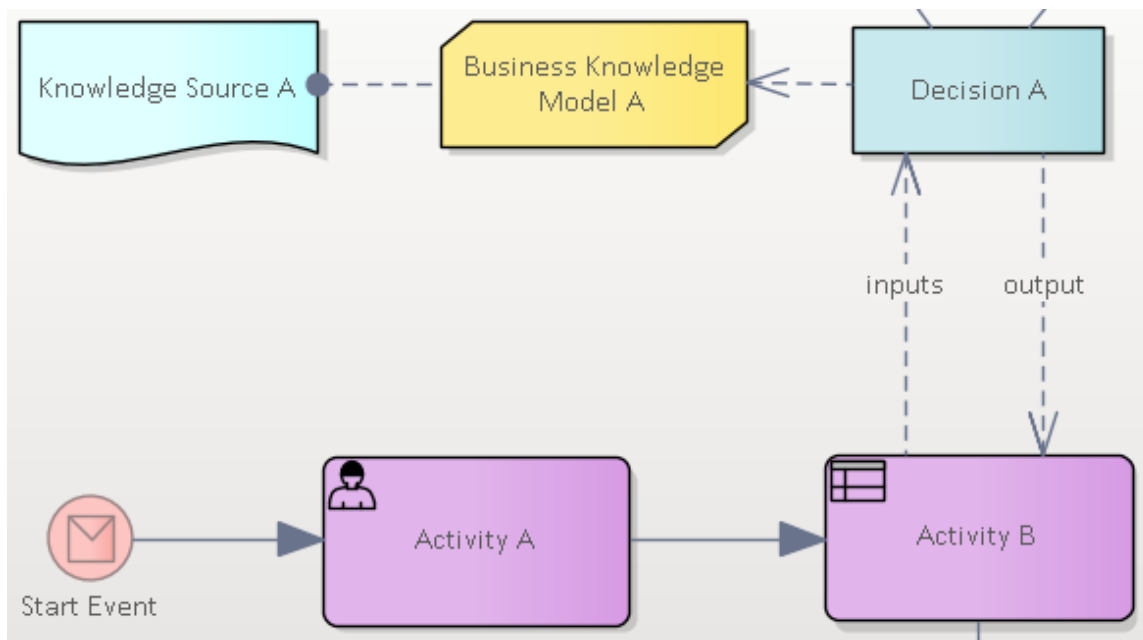 Knowledge Source A
Business Knowledge
Model A
Decision A
inputs
output
Activity A
Activity B
Start Event